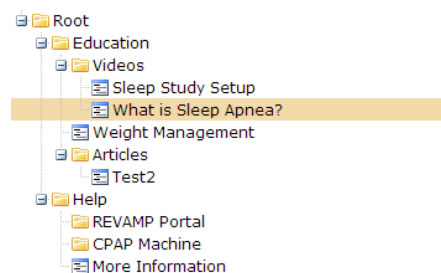 Root
Education
Videos
Sleep Study Setup
What is Sleep Apnea?
Weight Management
Articles
Test2
Help
REVAMP Portal
CPAP Machine
More Information